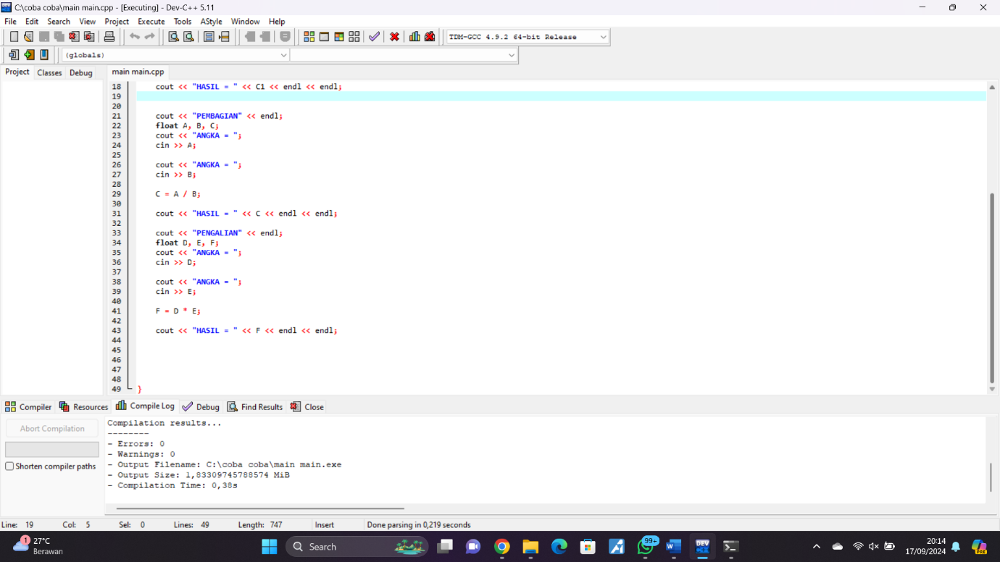 C:\coba coba\main main.cpp - [Executing] - Dev-C++ 5.11
File Edit Search View Project Execute Tools AStyle Window Help
TDM-GCC 4.9.2 64-bit Release
(globals)
Project Classes Debug main main.cpp
18 cout << "HASIL = " << C1 << endl << endl;
19
20
21 cout << "PEMBAGIAN" << endl;
22 float A, B, C;
23 cout << "ANGKA = ";
24 cin >> A;
25
26 cout << "ANGKA = ";
27 cin >> B;
28
29 C = A / B;
30
31 cout << "HASIL = " << C << endl << endl;
32
33 cout << "PENGALIAN" << endl;
34 float D, E, F;
35 cout << "ANGKA = ";
36 cin >> D;
37
38 cout << "ANGKA = ";
39 cin >> E;
40
41 F = D * E;
42
43 cout << "HASIL = " << F << endl << endl;
44
45
46
47
48
49 }
Compiler Resources Compile Log Debug Find Results Close
Abort Compilation
Shorten compiler paths
Compilation results...
--------
- Errors: 0
- Warnings: 0
- Output Filename: C:\coba coba\main main.exe
- Output Size: 1,83309745788574 MiB
- Compilation Time: 0,38s
Line: 19 Col: 5 Sel: 0 Lines: 49 Length: 747 Insert Done parsing in 0,219 seconds
1
27°C
Berawan
Search
99+
W
DEV
PRE
20:14
17/09/2024